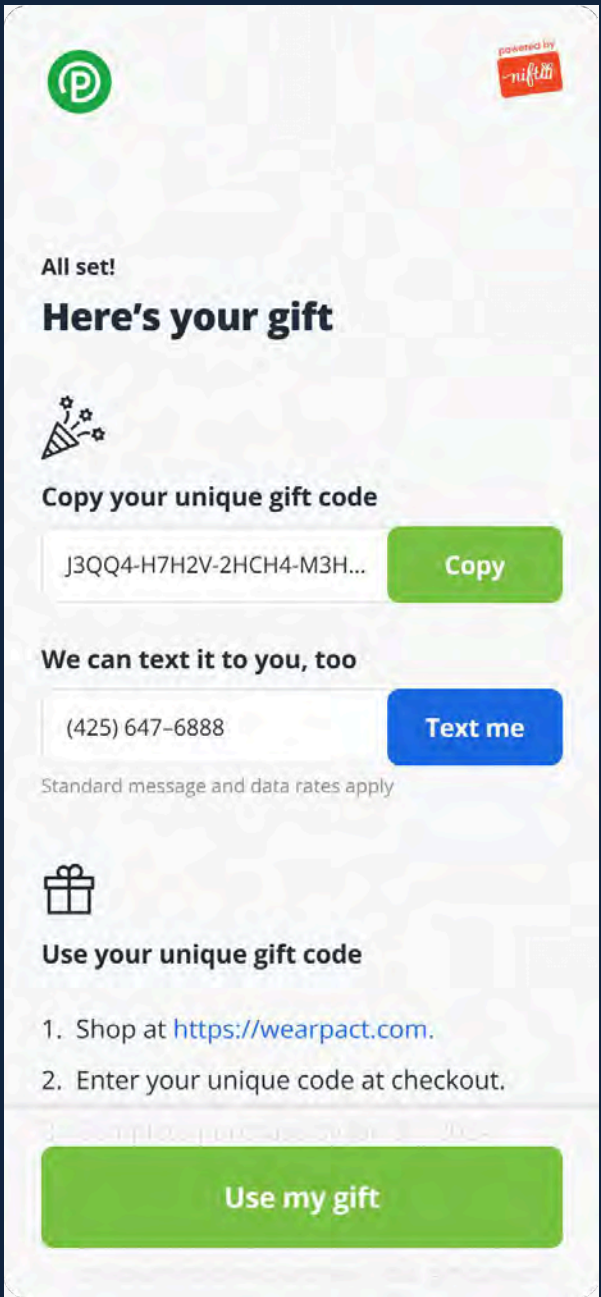 powered by
niftii
All set!
Here's your gift
Copy your unique gift code
J3QQ4-H7H2V-2HCH4-M3H...
Copy
We can text it to you, too
(425) 647–6888
Text me
Standard message and data rates apply
Use your unique gift code
1. Shop at https://wearpact.com.
2. Enter your unique code at checkout.
Use my gift